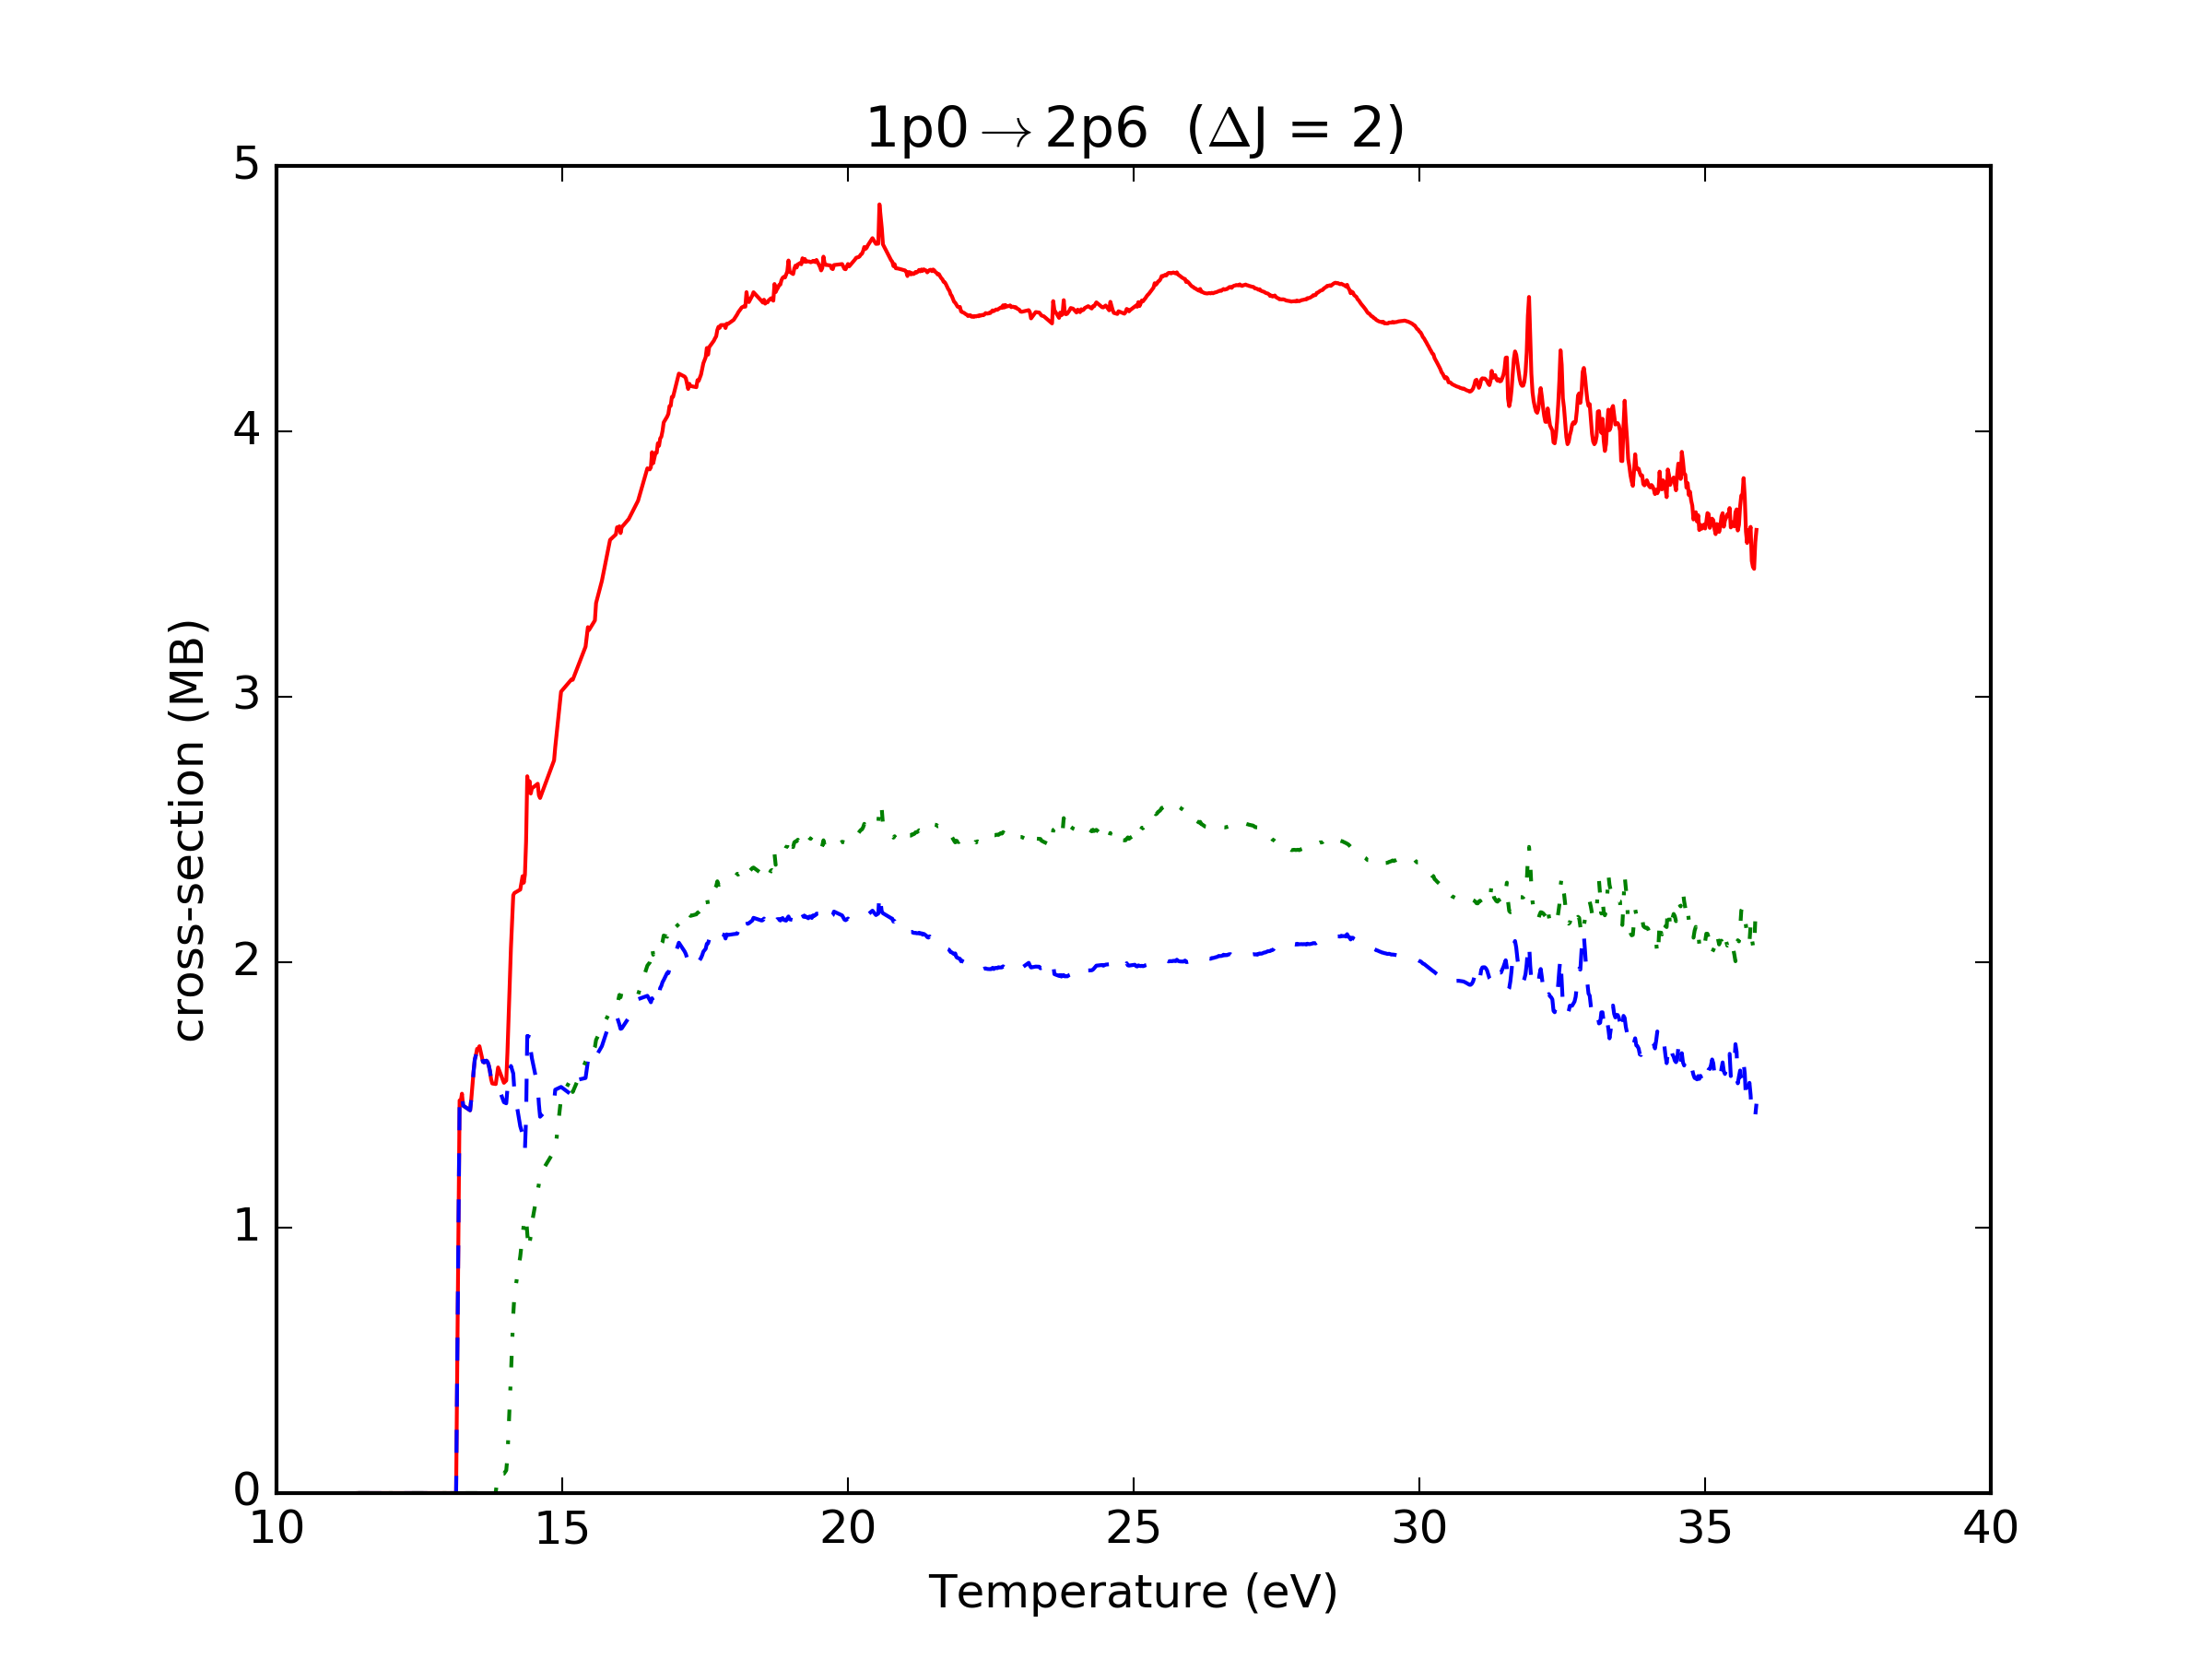 1p0→2p6 (ΔJ = 2)
5
4
3
2
1
0
cross-section (MB)
10 15 20 25 30 35 40
Temperature (eV)